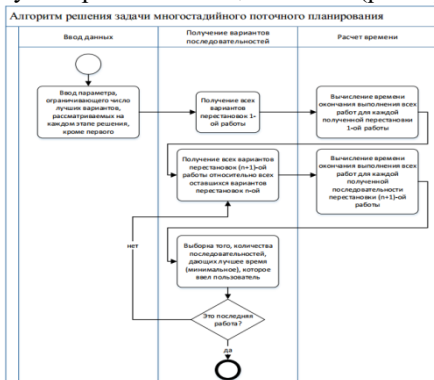 Алгоритм решения задачи многостадийного поточного планирования
Ввод данных
Получение вариантов
последовательностей
Расчет времени
Ввод параметра,
ограничивающего число
лучших вариантов,
рассматриваемых на
каждом этапе решения,
кроме первого
Получение всех
вариантов
перестановок 1-
ой работы
Вычисление времени
окончания выполнения всех
работ для каждой
полученной перестановки
1-ой работы
Получение всех вариантов
перестановок (n+1)-ой
работы относительно всех
оставшихся вариантов
перестановок n-ой
Вычисление времени
окончания выполнения всех
работ для каждой
полученной
последовательности
перестановки (n+1)-ой
работы
нет
Выборка того, количества
последовательностей,
дающих лучшее время
(минимальное), которое
ввел пользователь
Это последняя
работа?
да